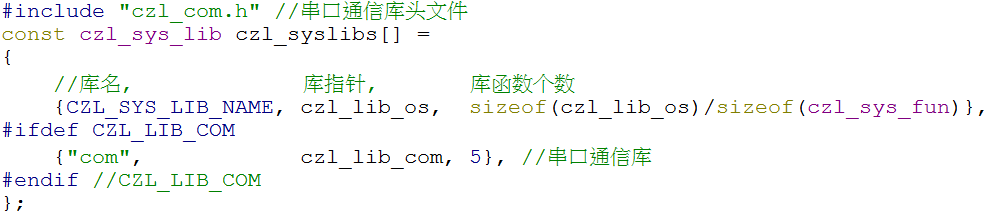 #include "czl_com.h" //串口通信库头文件
const czl_sys_lib czl_syslibs[] =
{
    //库名,              库指针,        库函数个数
    {CZL_SYS_LIB_NAME, czl_lib_os,  sizeof(czl_lib_os)/sizeof(czl_sys_fun)},
#ifdef CZL_LIB_COM
    {"com",            czl_lib_com, 5}, //串口通信库
#endif //CZL_LIB_COM
};